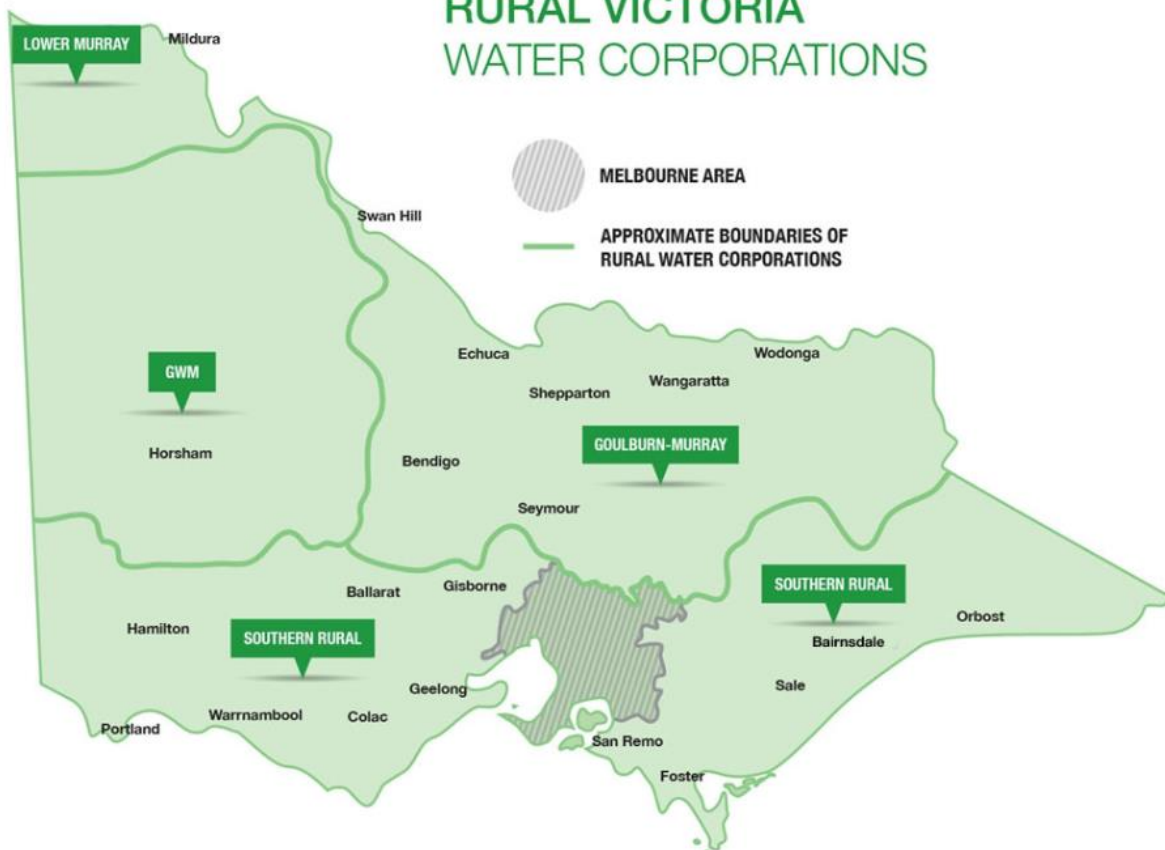 RURAL VICTORIA
WATER CORPORATIONS
LOWER MURRAY
Mildura
MELBOURNE AREA
Swan Hill
APPROXIMATE BOUNDARIES OF
RURAL WATER CORPORATIONS
Echuca
Wodonga
GWM
Shepparton
Wangaratta
GOULBURN-MURRAY
Horsham
Bendigo
Seymour
Ballarat
Gisborne
SOUTHERN RURAL
Orbost
Hamilton
SOUTHERN RURAL
Bairnsdale
Geelong
Sale
Portland
Warrnambool
Colac
San Remo
Foster